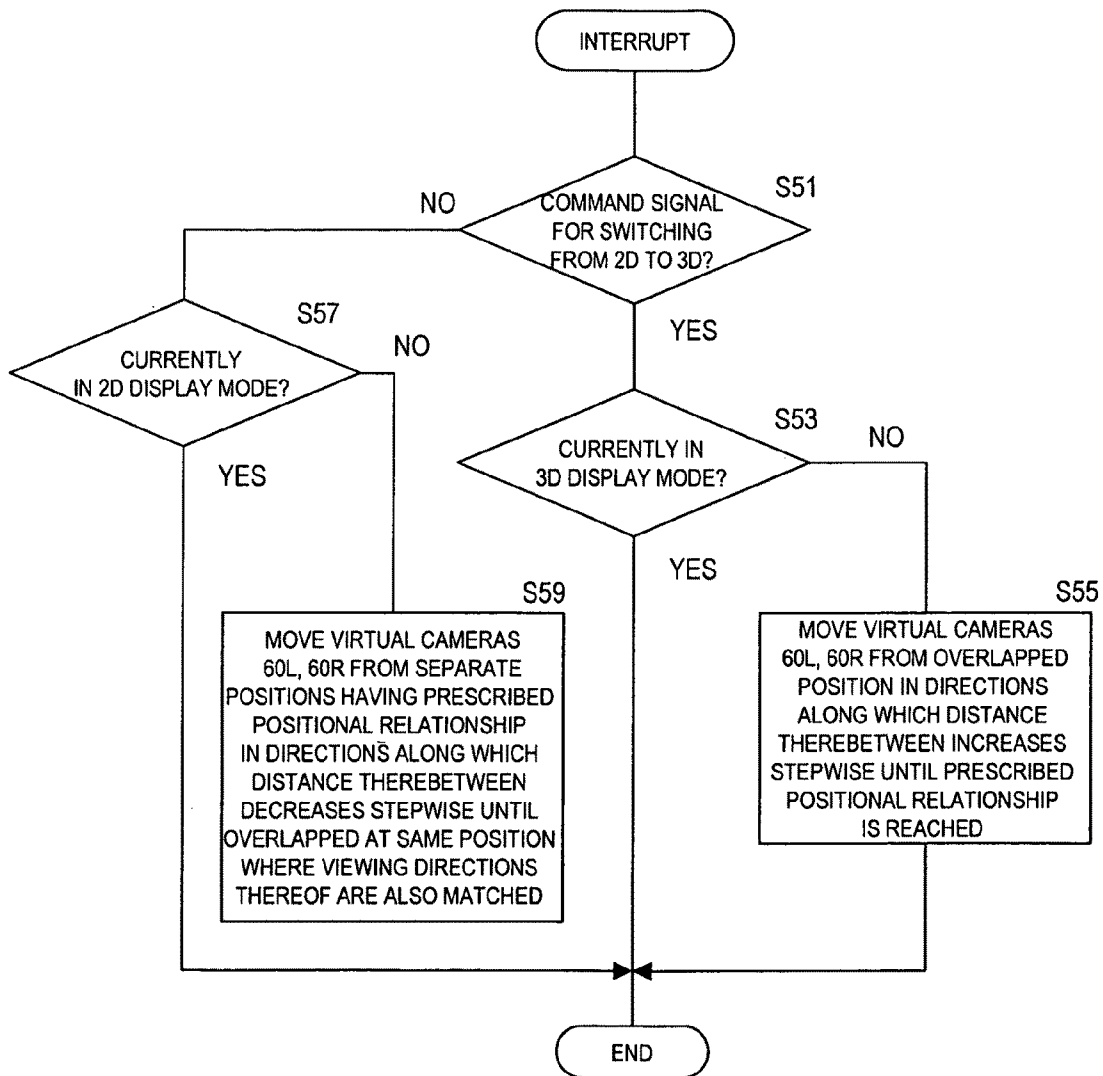 INTERRUPT
S51
NO
COMMAND SIGNAL
FOR SWITCHING
FROM 2D TO 3D?
YES
S57
NO
CURRENTLY
IN 2D DISPLAY MODE?
YES
S53
NO
CURRENTLY IN
3D DISPLAY MODE?
YES
S59
MOVE VIRTUAL CAMERAS
60L, 60R FROM SEPARATE
POSITIONS HAVING PRESCRIBED
POSITIONAL RELATIONSHIP
IN DIRECTIONS ALONG WHICH
DISTANCE THEREBETWEEN
DECREASES STEPWISE UNTIL
OVERLAPPED AT SAME POSITION
WHERE VIEWING DIRECTIONS
THEREOF ARE ALSO MATCHED
S55
MOVE VIRTUAL CAMERAS
60L, 60R FROM OVERLAPPED
POSITION IN DIRECTIONS
ALONG WHICH DISTANCE
THEREBETWEEN INCREASES
STEPWISE UNTIL PRESCRIBED
POSITIONAL RELATIONSHIP
IS REACHED
END